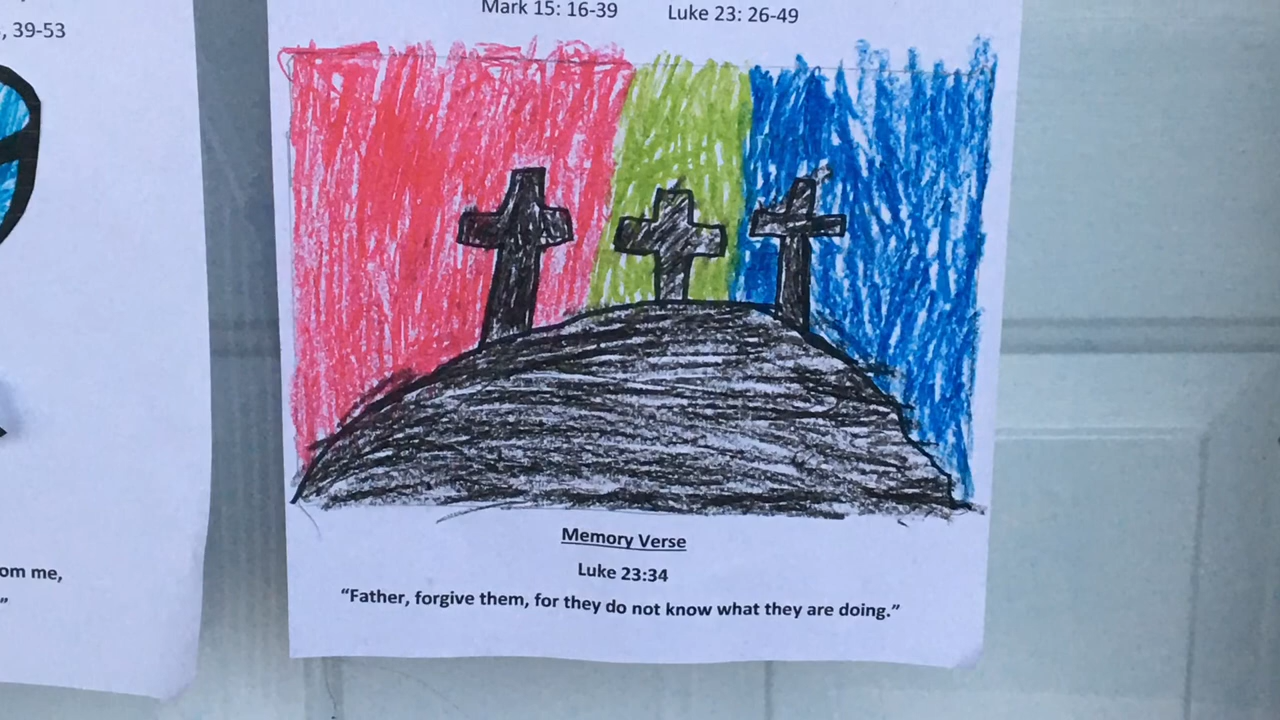 , 39-53
Mark 15: 16-39 Luke 23: 26-49
Memory Verse
Luke 23:34
“Father, forgive them, for they do not know what they are doing.”
om me,
”